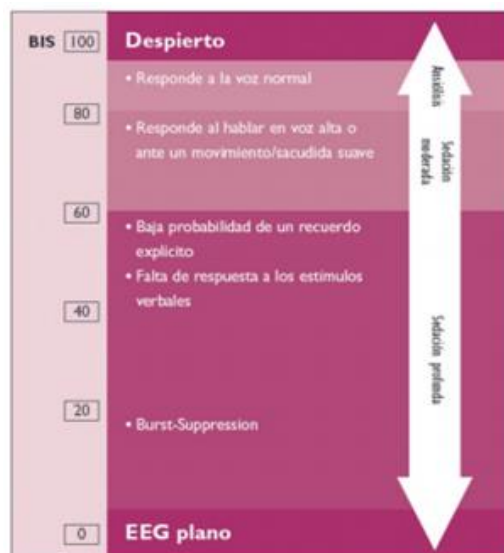 BIS 100 Despierto
• Responde a la voz normal
80
• Responde al hablar en voz alta o
ante un movimiento/sacudida suave
60
• Baja probabilidad de un recuerdo
explícito
• Falta de respuesta a los estímulos
verbales
40
20
• Burst-Suppression
0 EEG plano
Ansiólisis
Sedación
moderada
Sedación profunda